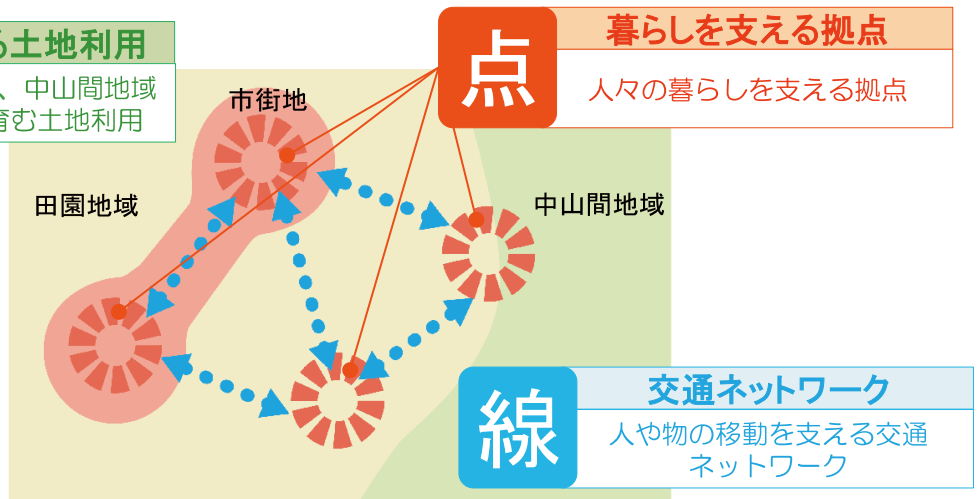 る土地利用
、中山間地域
育む土地利用
点
暮らしを支える拠点
人々の暮らしを支える拠点
市街地
田園地域
中山間地域
線
交通ネットワーク
人や物の移動を支える交通
ネットワーク